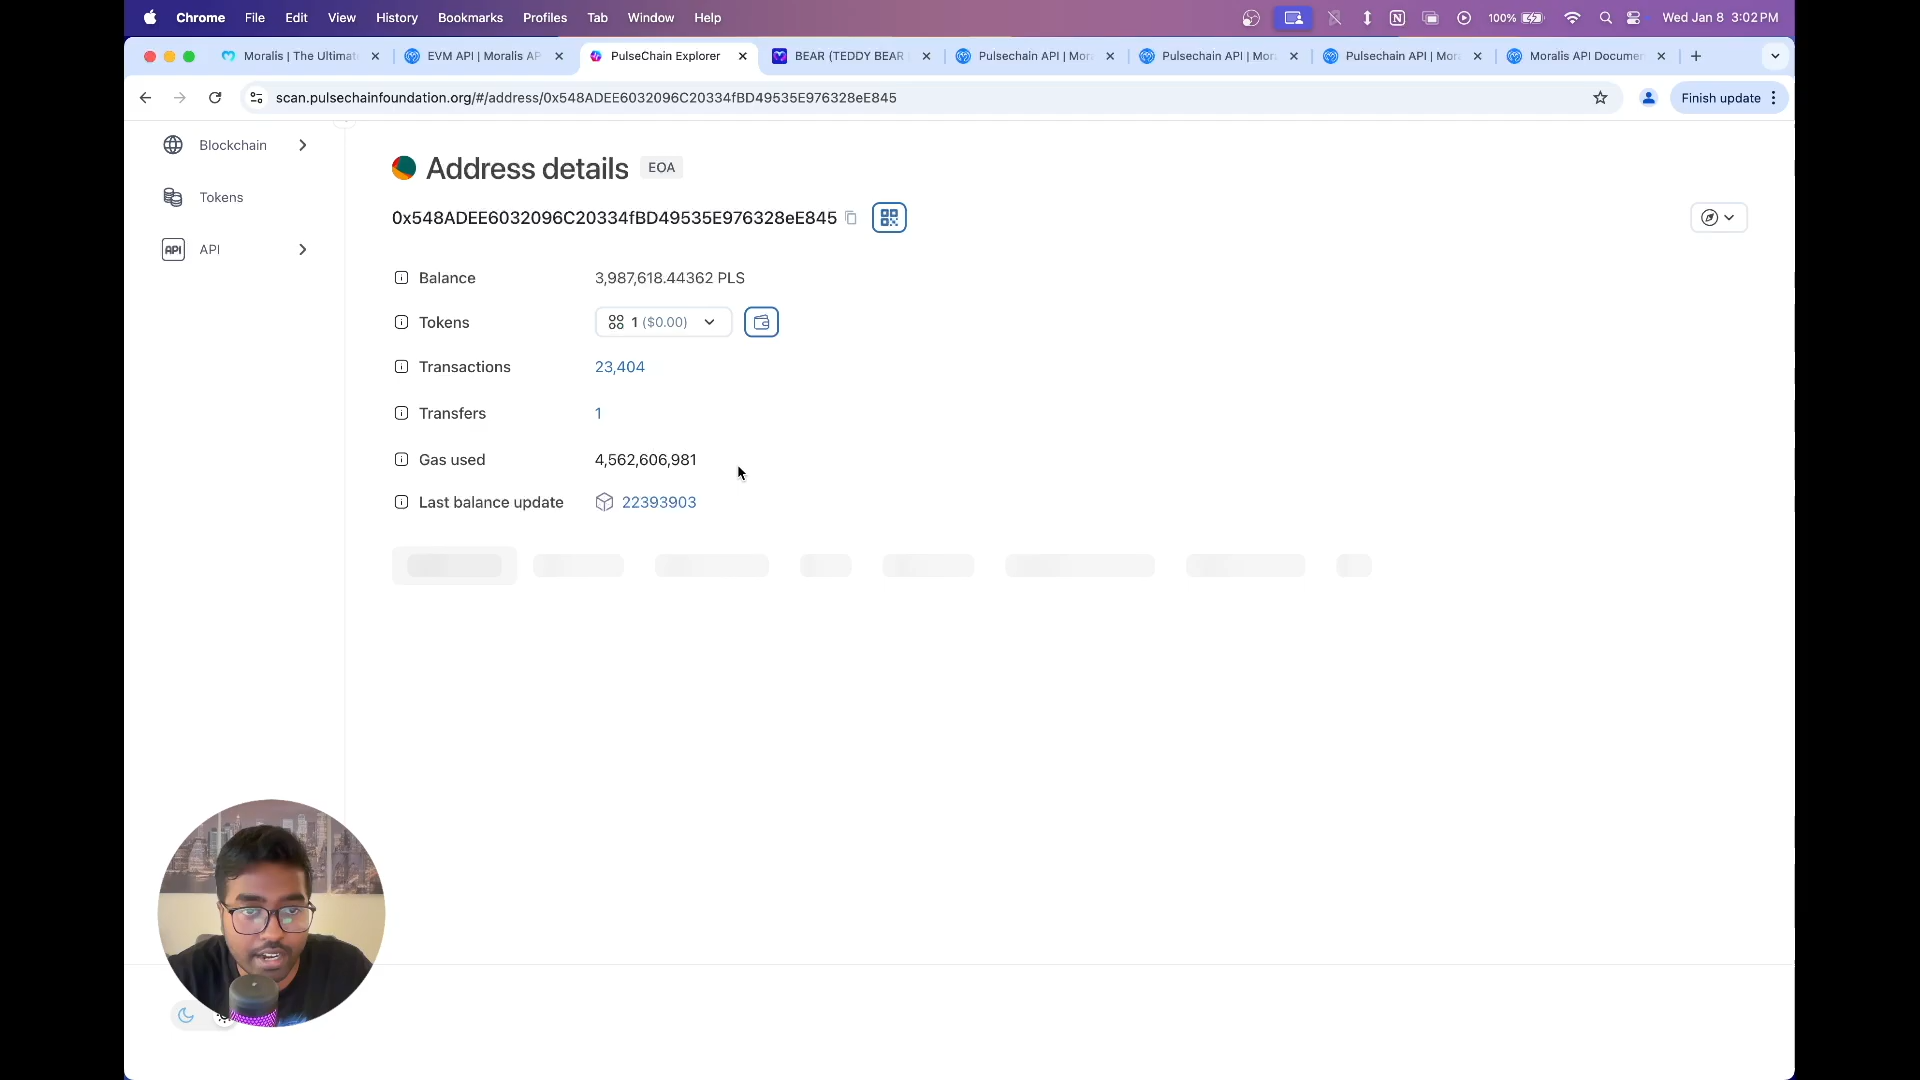 Chrome File Edit View History Bookmarks Profiles Tab Window Help 100% Wed Jan 8 3:02 PM
Moralis | The Ultimat EVM API | Moralis AP PulseChain Explorer BEAR (TEDDY BEAR Pulsechain API | Mor Pulsechain API | Mor Pulsechain API | Mor Moralis API Documen
scan.pulsechainfoundation.org/#/address/0x548ADEE6032096C20334fBD49535E976328eE845 Finish update
Blockchain
Tokens
API API
Address details EOA
0x548ADEE6032096C20334fBD49535E976328eE845
Balance 3,987,618.44362 PLS
Tokens 1 ($0.00)
Transactions 23,404
Transfers 1
Gas used 4,562,606,981
Last balance update 22393903